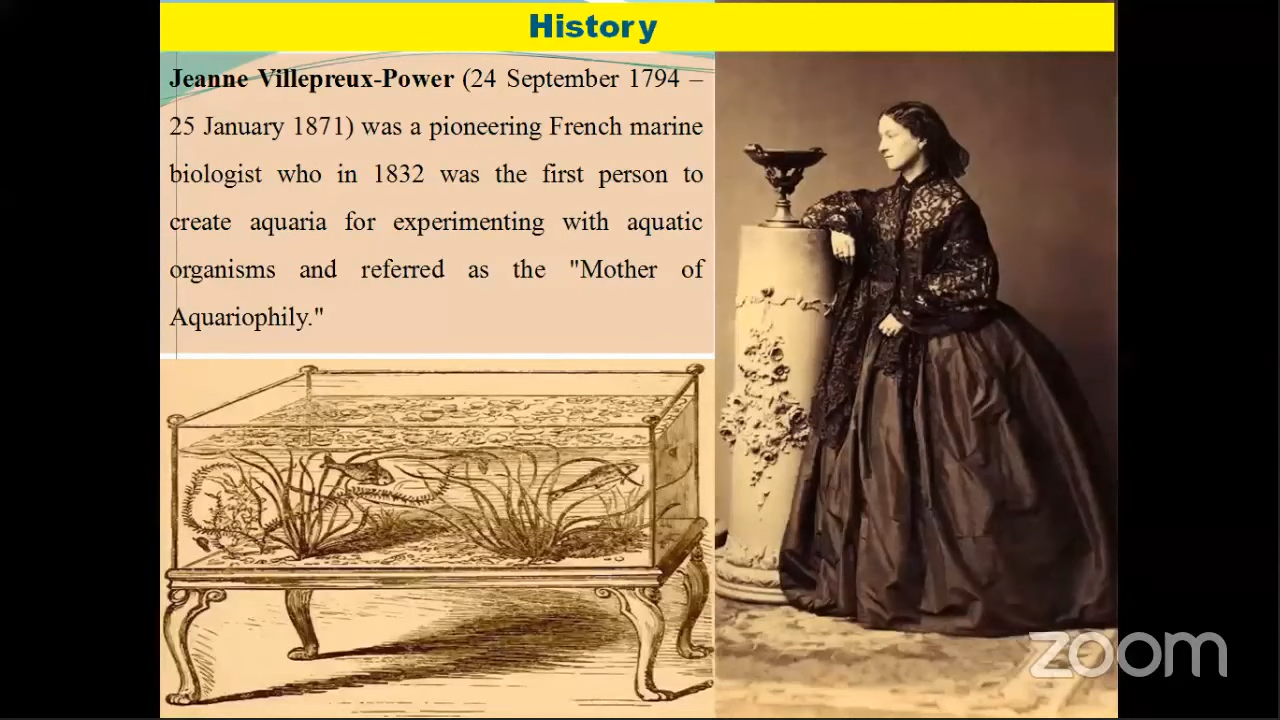 History
Jeanne Villepreux-Power (24 September 1794 –
25 January 1871) was a pioneering French marine
biologist who in 1832 was the first person to
create aquaria for experimenting with aquatic
organisms and referred as the "Mother of
Aquariophily."
zoom